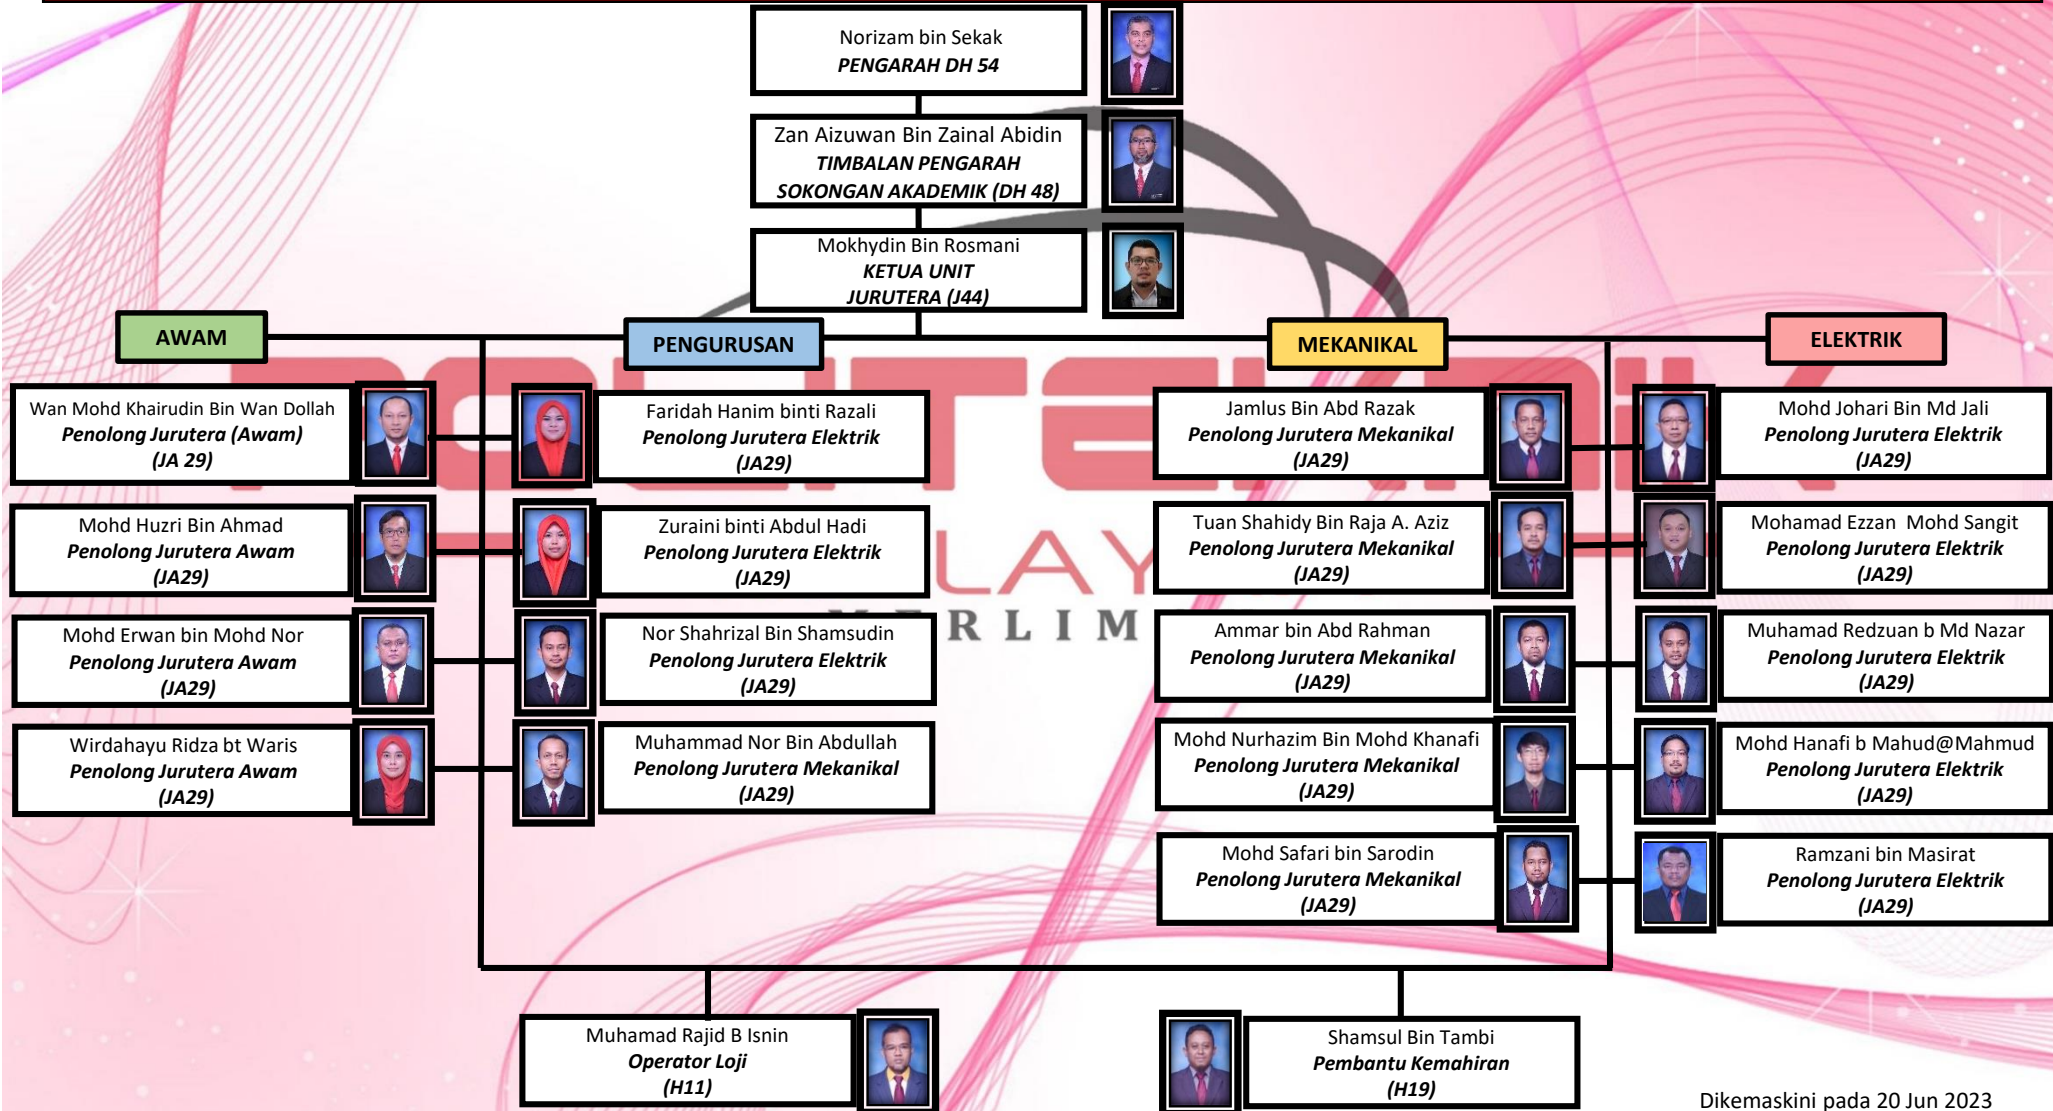 Norizam bin Sekak
PENGARAH DH 54
Zan Aizuwan Bin Zainal Abidin
TIMBALAN PENGARAH
SOKONGAN AKADEMIK (DH 48)
Mokhydin Bin Rosmani
KETUA UNIT
JURUTERA (J44)
AWAM
PENGURUSAN
MEKANIKAL
ELEKTRIK
Wan Mohd Khairudin Bin Wan Dollah
Penolong Jurutera (Awam)
(JA 29)
Faridah Hanim binti Razali
Penolong Jurutera Elektrik
(JA29)
Jamlus Bin Abd Razak
Penolong Jurutera Mekanikal
(JA29)
Mohd Johari Bin Md Jali
Penolong Jurutera Elektrik
(JA29)
Mohd Huzri Bin Ahmad
Penolong Jurutera Awam
(JA29)
Zuraini binti Abdul Hadi
Penolong Jurutera Elektrik
(JA29)
Tuan Shahidy Bin Raja A. Aziz
Penolong Jurutera Mekanikal
(JA29)
Mohamad Ezzan  Mohd Sangit
Penolong Jurutera Elektrik
(JA29)
Mohd Erwan bin Mohd Nor
Penolong Jurutera Awam
(JA29)
Nor Shahrizal Bin Shamsudin
Penolong Jurutera Elektrik
(JA29)
Ammar bin Abd Rahman
Penolong Jurutera Mekanikal
(JA29)
Muhamad Redzuan b Md Nazar
Penolong Jurutera Elektrik
(JA29)
Wirdahayu Ridza bt Waris
Penolong Jurutera Awam
(JA29)
Muhammad Nor Bin Abdullah
Penolong Jurutera Mekanikal
(JA29)
Mohd Nurhazim Bin Mohd Khanafi
Penolong Jurutera Mekanikal
(JA29)
Mohd Hanafi b Mahud@Mahmud
Penolong Jurutera Elektrik
(JA29)
Mohd Safari bin Sarodin
Penolong Jurutera Mekanikal
(JA29)
Ramzani bin Masirat
Penolong Jurutera Elektrik
(JA29)
Muhamad Rajid B Isnin
Operator Loji
(H11)
Shamsul Bin Tambi
Pembantu Kemahiran
(H19)
Dikemaskini pada 20 Jun 2023